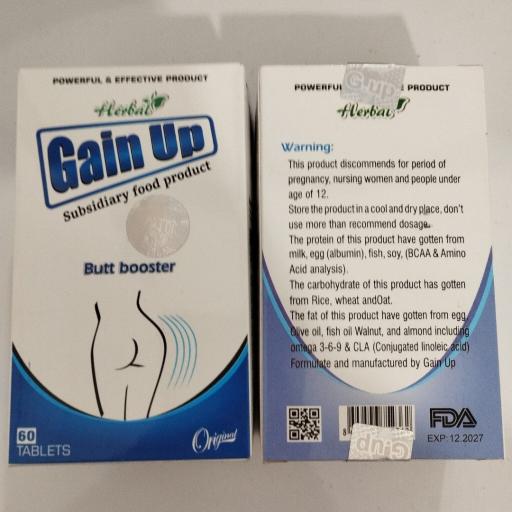 POWERFUL & EFFECTIVE PRODUCT
Herbal
Gain Up
Subsidiary food product
Butt booster
60
TABLETS
Original
POWERFUL PRODUCT
G.up
Herbal
Warning:
This product discommends for period of
pregnancy, nursing women and people under
age of 12.
Store the product in a cool and dry place, don't
use more than recommend dosage.
The protein of this product have gotten from
milk, egg (albumin), fish, soy, (BCAA & Amino
Acid analysis).
The carbohydrate of this product has gotten
from Rice, wheat andOat.
The fat of this product have gotten from egg,
Olive oil, fish oil Walnut, and almond including
omega 3-6-9 & CLA (Conjugated linoleic acid)
Formulate and manufactured by Gain Up
FDA
EXP: 12.2027